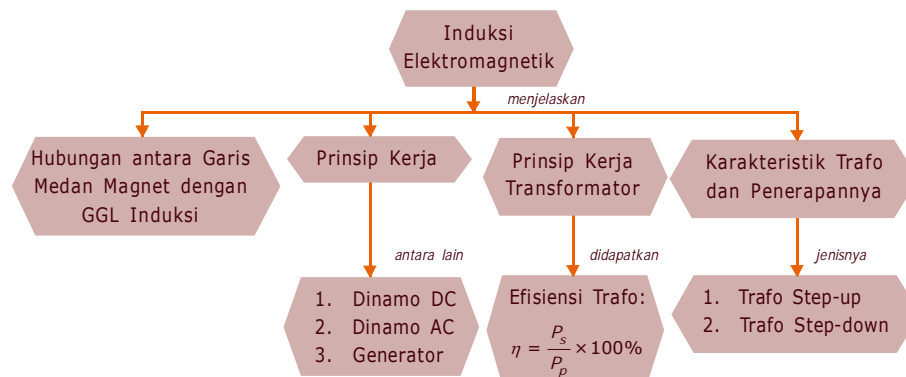 Induksi
Elektromagnetik
menjelaskan
Hubungan antara Garis
Medan Magnet dengan
GGL Induksi
Prinsip Kerja
Prinsip Kerja
Transformator
Karakteristik Trafo
dan Penerapannya
antara lain
didapatkan
jenisnya
1. Dinamo DC
2. Dinamo AC
3. Generator
Efisiensi Trafo:
η = P_s/P_p × 100%
1. Trafo Step-up
2. Trafo Step-down